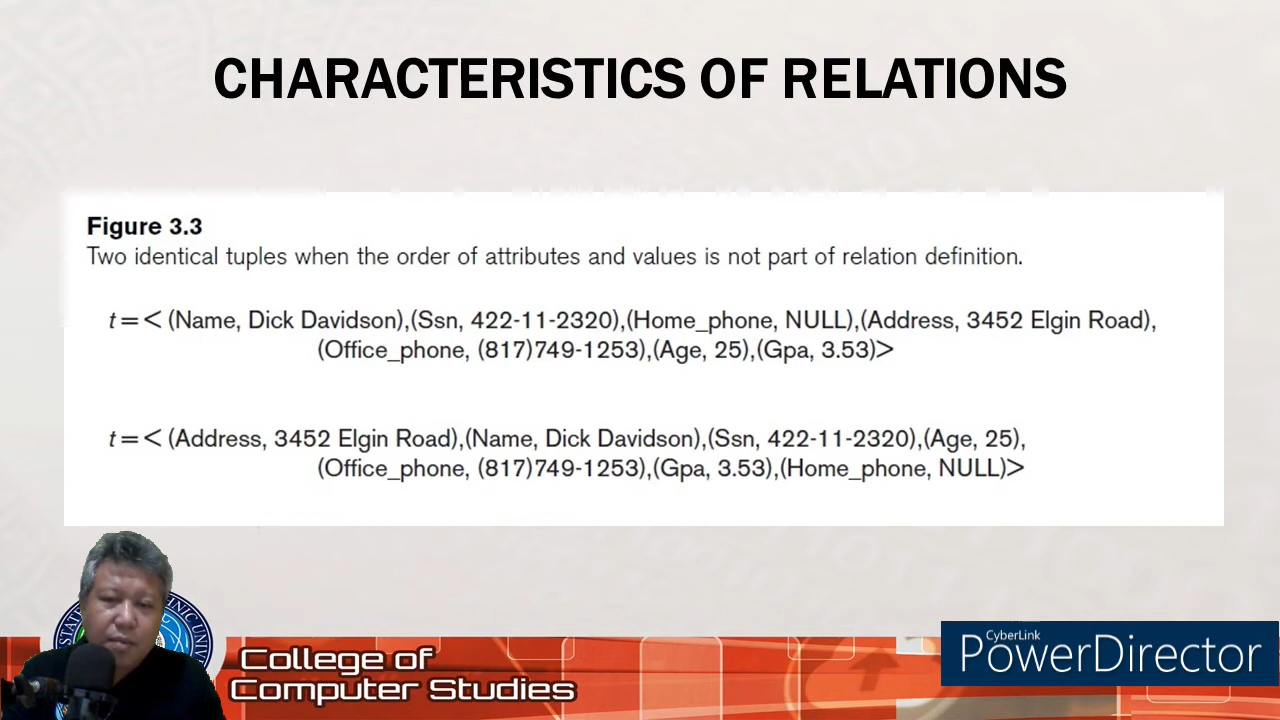 CHARACTERISTICS OF RELATIONS
Figure 3.3
Two identical tuples when the order of attributes and values is not part of relation definition.
t = < (Name, Dick Davidson),(Ssn, 422-11-2320),(Home_phone, NULL),(Address, 3452 Elgin Road),
(Office_phone, (817)749-1253),(Age, 25),(Gpa, 3.53)>
t = < (Address, 3452 Elgin Road),(Name, Dick Davidson),(Ssn, 422-11-2320),(Age, 25),
(Office_phone, (817)749-1253),(Gpa, 3.53),(Home_phone, NULL)>
College of
Computer Studies
CyberLink
PowerDirector